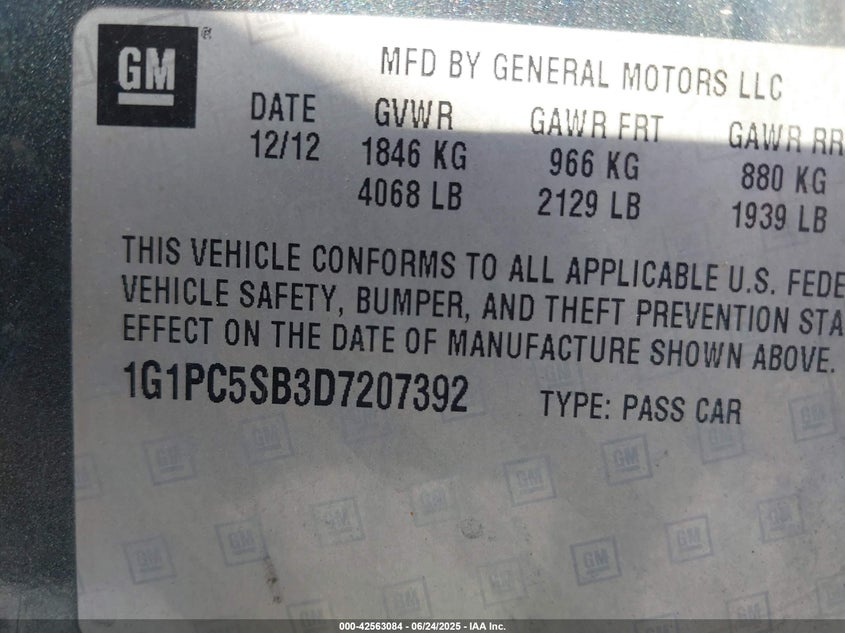 GM
MFD BY GENERAL MOTORS LLC
DATE GVWR GAWR FRT GAWR RR
12/12 1846 KG 966 KG 880 KG
4068 LB 2129 LB 1939 LB
THIS VEHICLE CONFORMS TO ALL APPLICABLE U.S. FEDE
VEHICLE SAFETY, BUMPER, AND THEFT PREVENTION STA
EFFECT ON THE DATE OF MANUFACTURE SHOWN ABOVE.
1G1PC5SB3D7207392 TYPE: PASS CAR
000-42563084 - 06/24/2025 - IAA Inc.